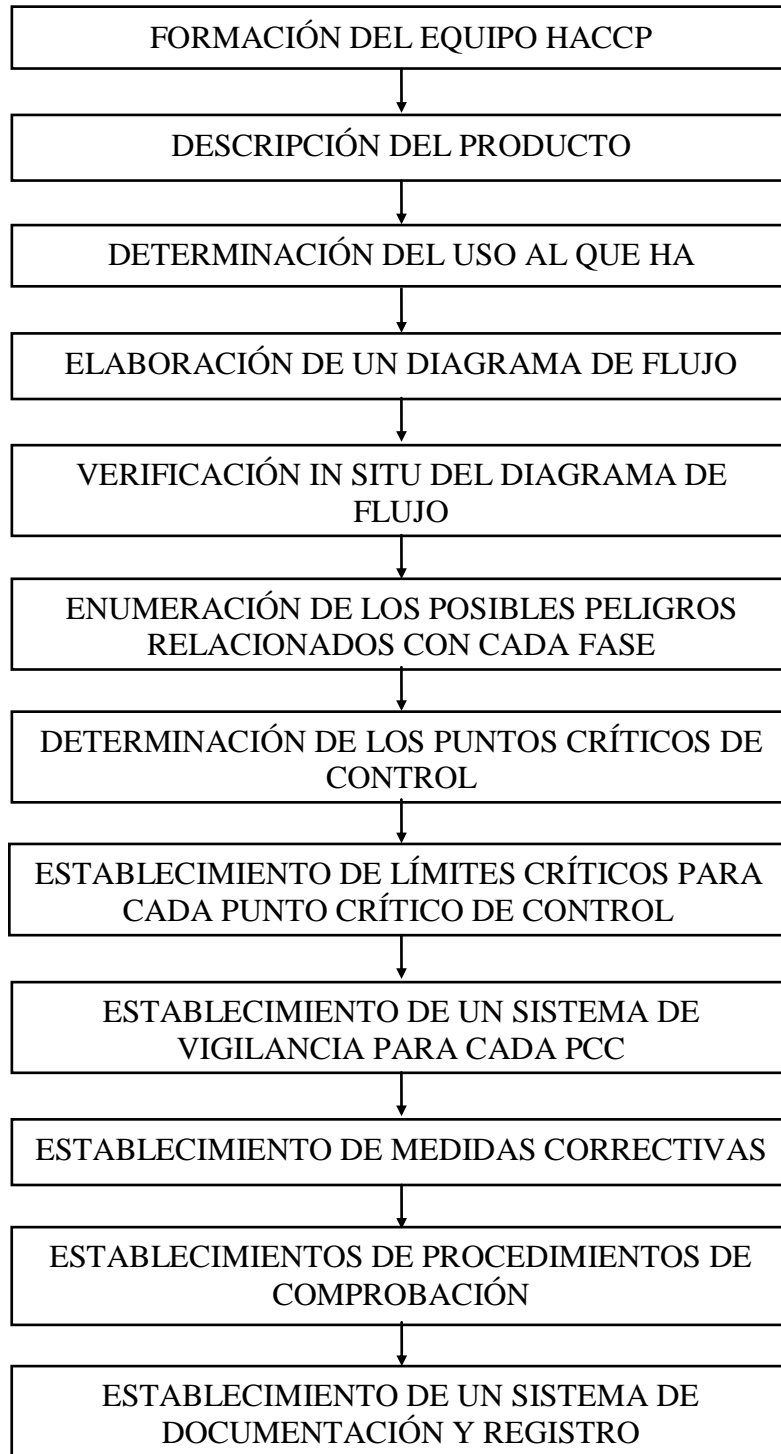 FORMACIÓN DEL EQUIPO HACCP
DESCRIPCIÓN DEL PRODUCTO
DETERMINACIÓN DEL USO AL QUE HA
ELABORACIÓN DE UN DIAGRAMA DE FLUJO
VERIFICACIÓN IN SITU DEL DIAGRAMA DE
FLUJO
ENUMERACIÓN DE LOS POSIBLES PELIGROS
RELACIONADOS CON CADA FASE
DETERMINACIÓN DE LOS PUNTOS CRÍTICOS DE
CONTROL
ESTABLECIMIENTO DE LÍMITES CRÍTICOS PARA
CADA PUNTO CRÍTICO DE CONTROL
ESTABLECIMIENTO DE UN SISTEMA DE
VIGILANCIA PARA CADA PCC
ESTABLECIMIENTO DE MEDIDAS CORRECTIVAS
ESTABLECIMIENTOS DE PROCEDIMIENTOS DE
COMPROBACIÓN
ESTABLECIMIENTO DE UN SISTEMA DE
DOCUMENTACIÓN Y REGISTRO